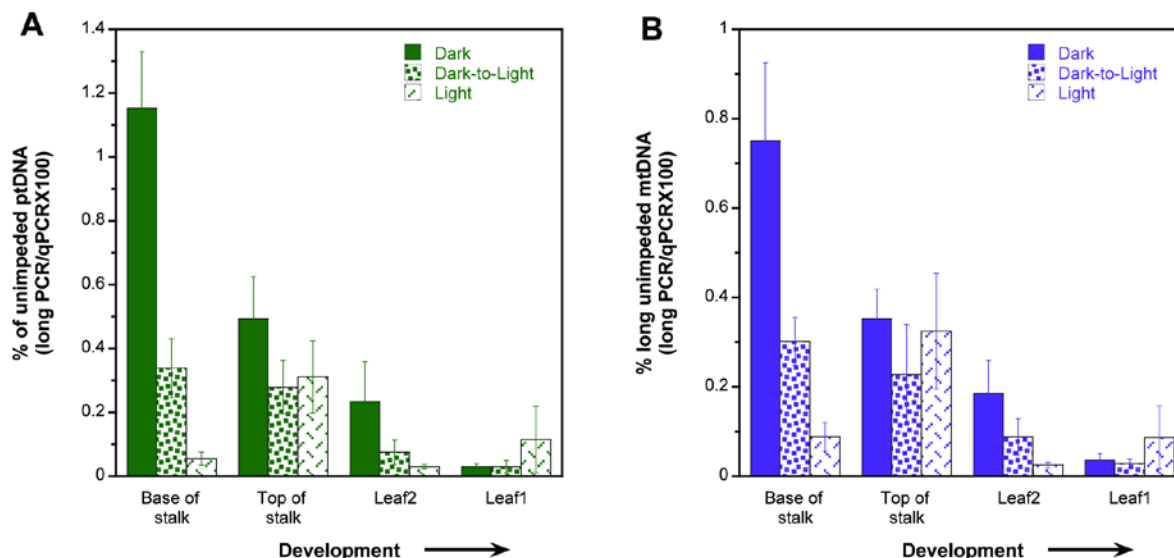 A
% of unimpeded ptDNA
(long PCR/qPCRX100)
1.4
1.2
1
0.8
0.6
0.4
0.2
0
Dark
Dark-to-Light
Light
Base of
stalk
Top of
stalk
Leaf2
Leaf1
Development
B
% long unimpeded mtDNA
(long PCR/qPCRX100)
1
0.8
0.6
0.4
0.2
0
Dark
Dark-to-Light
Light
Base of
stalk
Top of
stalk
Leaf2
Leaf1
Development